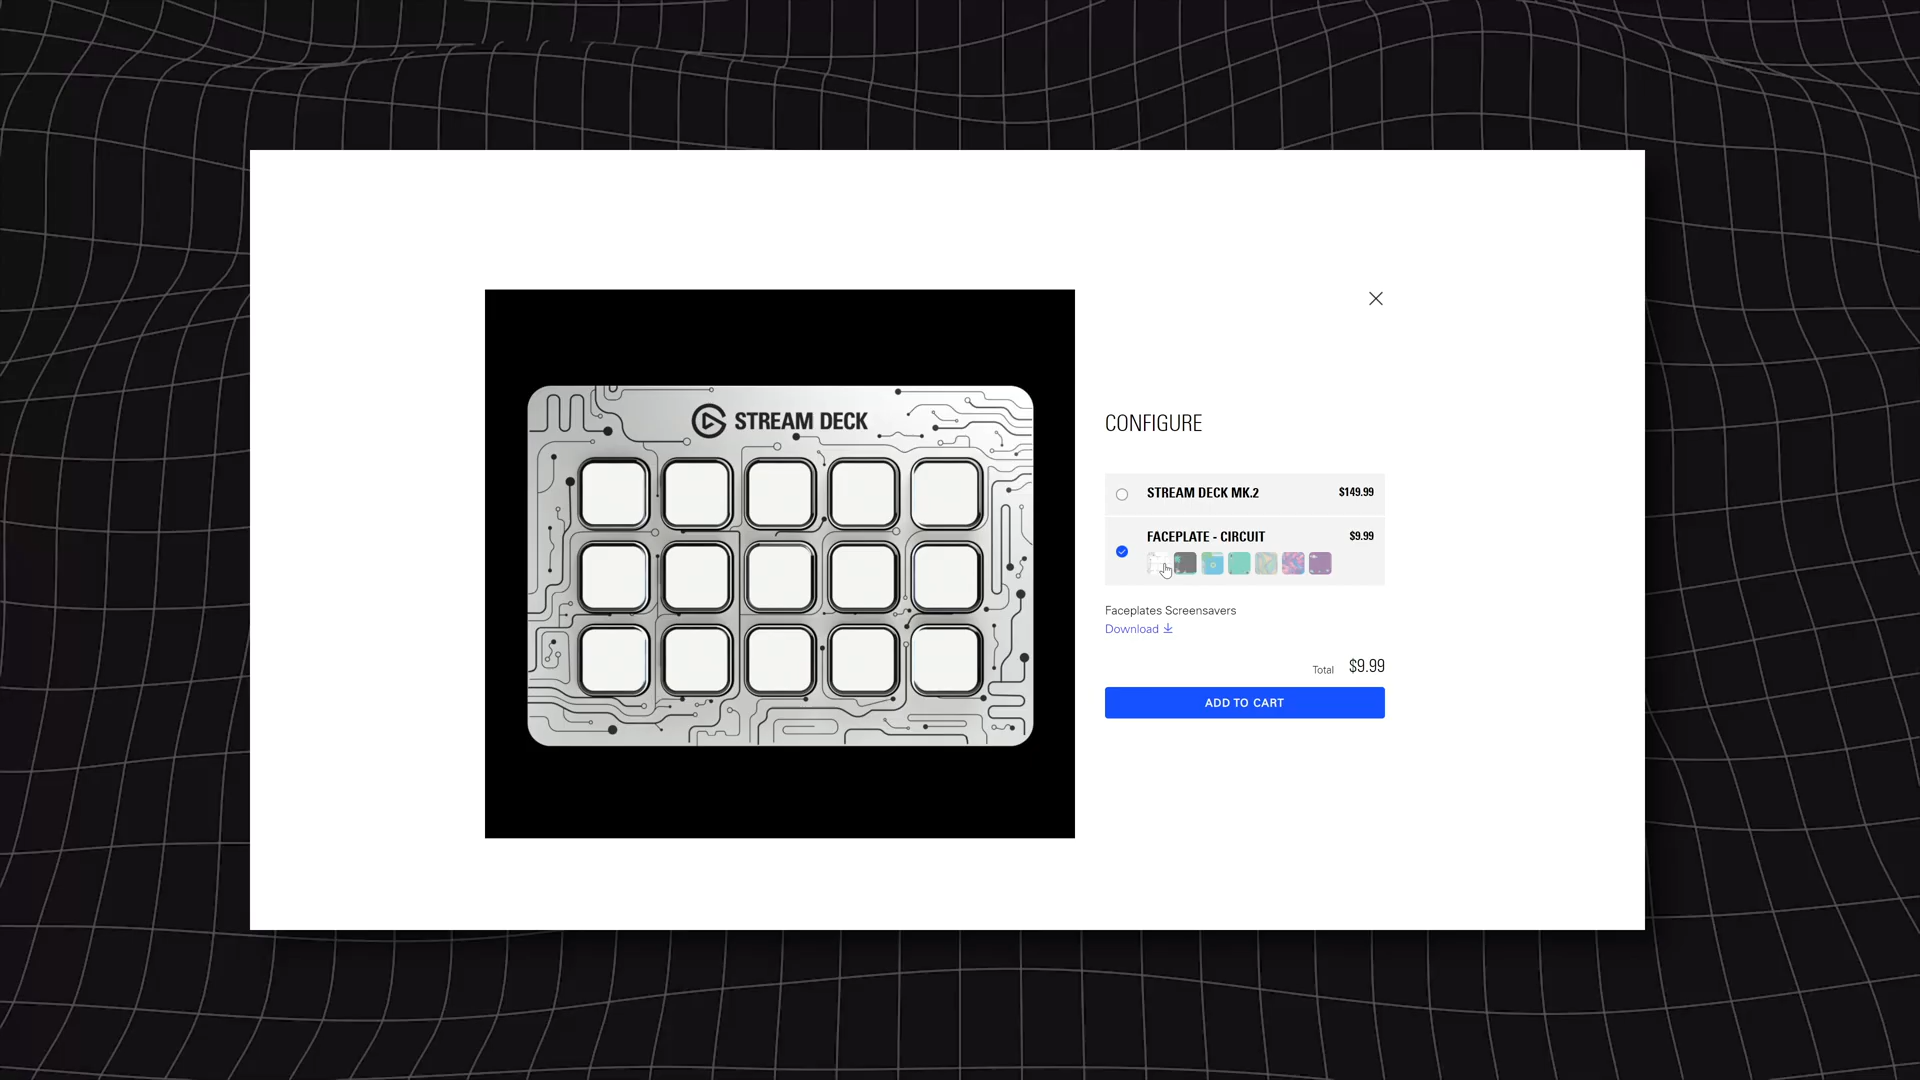 STREAM DECK
CONFIGURE
STREAM DECK MK.2 $149.99
FACEPLATE - CIRCUIT $9.99
Faceplates Screensavers
Download
Total $9.99
ADD TO CART